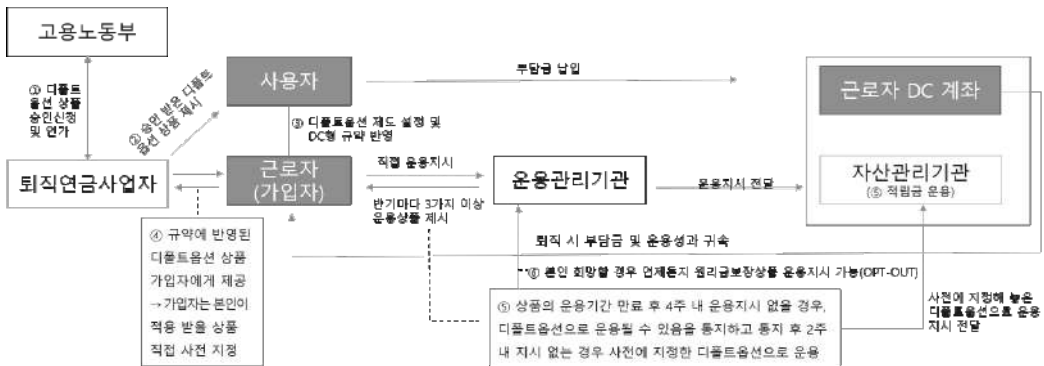 고용노동부
① 디폴트
옵션 상품
승인신청
및 인가
② 승인 받은 디폴트
옵션 상품 제시
사용자
부담금 납입
근로자 DC 계좌
③ 디폴트옵션 제도 설정 및
DC형 규약 반영
퇴직연금사업자
근로자
(가입자)
직접 운용지시
반기마다 3가지 이상
운용상품 제시
운용관리기관
운용지시 전달
자산관리기관
(⑤ 적립금 운용)
④ 규약에 반영된
디폴트옵션 상품
가입자에게 제공
→가입자는 본인이
적용 받을 상품
직접 사전 지정
퇴직 시 부담금 및 운용성과 귀속
⑥ 본인 희망할 경우 언제든지 원리금보장상품 운용지시 가능(OPT-OUT)
⑤ 상품의 운용기간 만료 후 4주 내 운용지시 없을 경우,
디폴트옵션으로 운용될 수 있음을 통지하고 통지 후 2주
내 지시 없는 경우 사전에 지정한 디폴트옵션으로 운용
사전에 지정해 놓은
디폴트옵션으로 운용
지시 전달